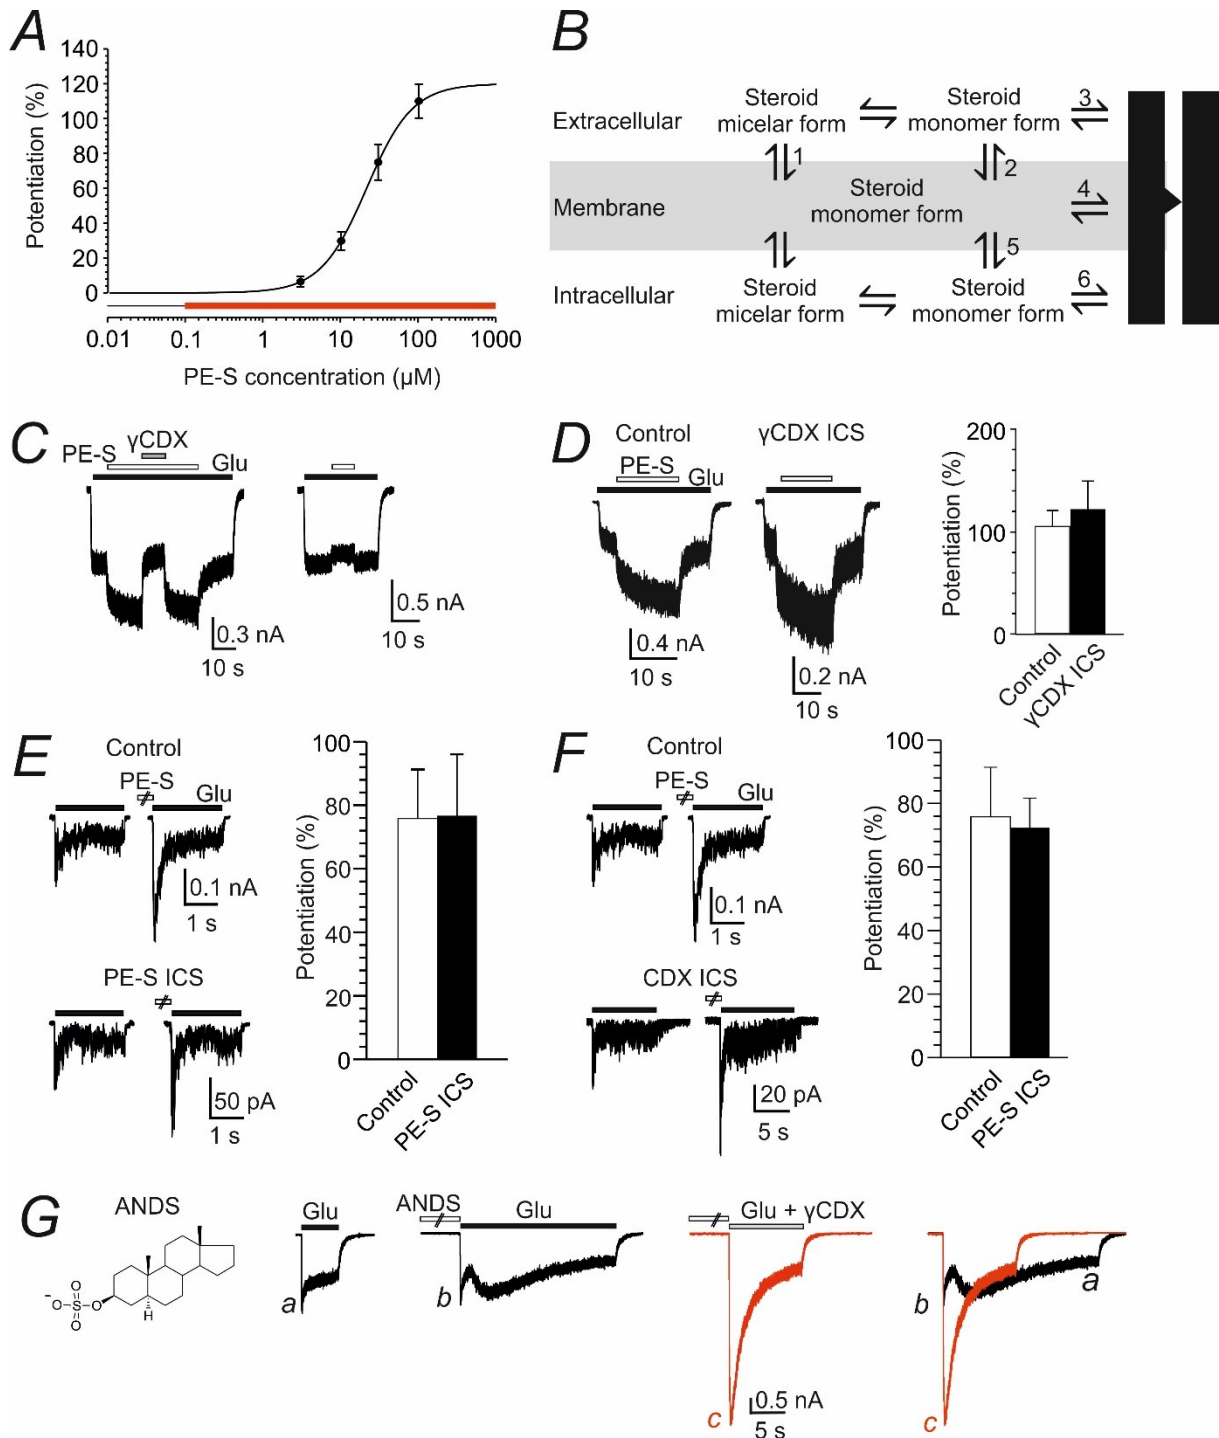 A
Potentiation (%)
140
120
100
80
60
40
20
0
0.01 0.1 1 10 100 1000
PE-S concentration (µM)
B
Extracellular
Steroid
micelar form
Steroid
monomer form
3
1
2
Membrane
Steroid
monomer form
4
5
Intracellular
Steroid
micelar form
Steroid
monomer form
6
C
γCDX
PE-S
Glu
0.3 nA
10 s
0.5 nA
10 s
D
Control
PE-S
Glu
0.4 nA
10 s
γCDX ICS
0.2 nA
10 s
Potentiation (%)
200
100
0
Control
γCDX ICS
E
Control
PE-S
Glu
0.1 nA
1 s
PE-S ICS
50 pA
1 s
Potentiation (%)
100
80
60
40
20
0
Control
PE-S ICS
F
Control
PE-S
Glu
0.1 nA
1 s
CDX ICS
20 pA
5 s
Potentiation (%)
100
80
60
40
20
0
Control
PE-S ICS
G
ANDS
O
−O S O
O
H
Glu
a
ANDS
Glu
b
Glu + γCDX
c
0.5 nA
5 s
b
a
c